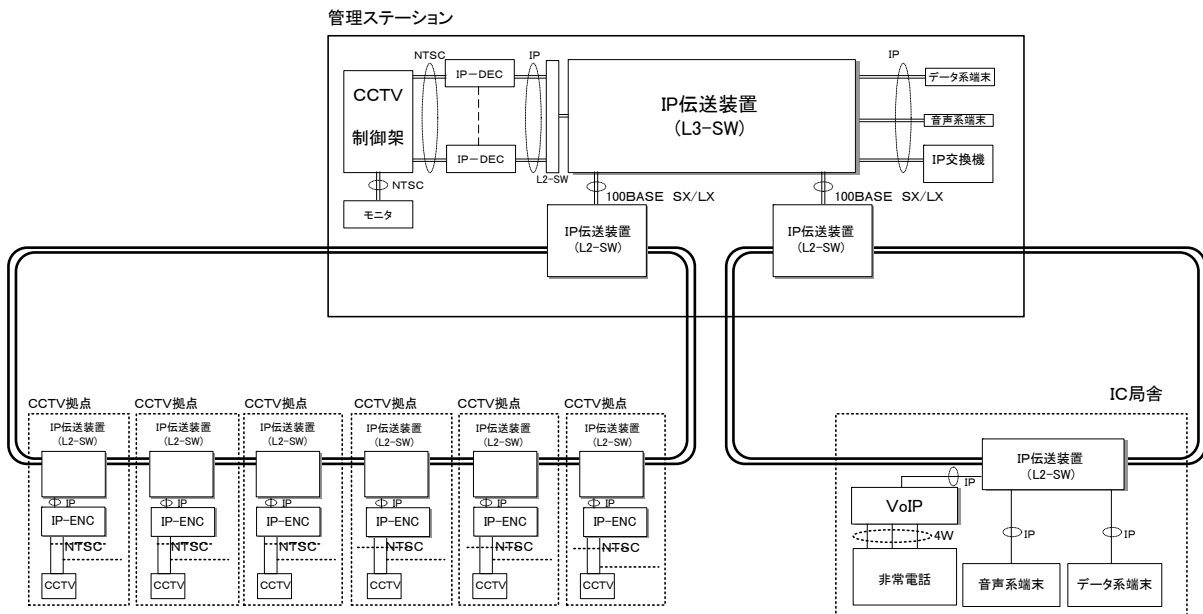 管理ステーション
NTSC
IP
IP
CCTV
制御架
IP－DEC
IP－DEC
L2-SW
NTSC
モニタ
IP伝送装置
(L3-SW)
データ系端末
音声系端末
IP交換機
100BASE SX/LX
100BASE SX/LX
IP伝送装置
(L2-SW)
IP伝送装置
(L2-SW)
CCTV拠点
IP伝送装置
(L2-SW)
IP
IP-ENC
NTSC
CCTV
CCTV拠点
IP伝送装置
(L2-SW)
IP
IP-ENC
NTSC
CCTV
CCTV拠点
IP伝送装置
(L2-SW)
IP
IP-ENC
NTSC
CCTV
CCTV拠点
IP伝送装置
(L2-SW)
IP
IP-ENC
NTSC
CCTV
CCTV拠点
IP伝送装置
(L2-SW)
IP
IP-ENC
NTSC
CCTV
CCTV拠点
IP伝送装置
(L2-SW)
IP
IP-ENC
NTSC
CCTV
IC局舎
IP伝送装置
(L2-SW)
IP
VoIP
4W
IP
IP
非常電話
音声系端末
データ系端末